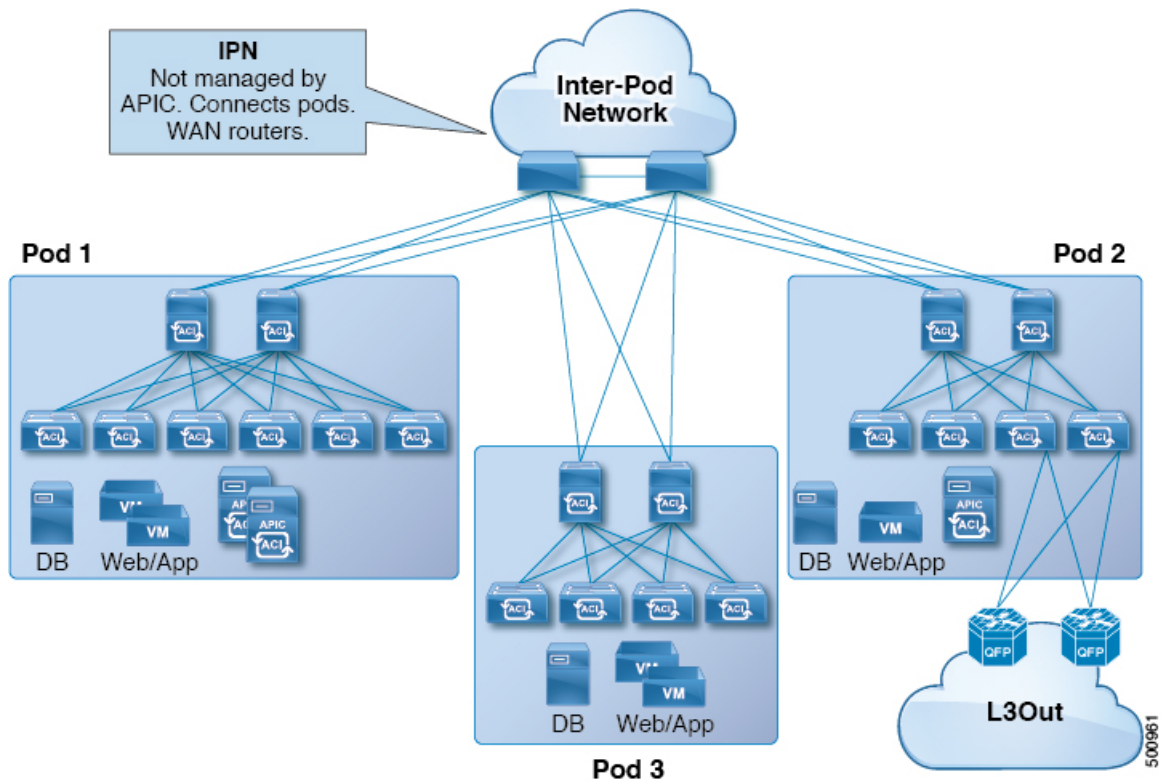 IPN
Not managed by
APIC. Connects pods.
WAN routers.
Inter-Pod
Network
Pod 1
Pod 2
ACI
ACI
ACI
ACI
ACI
ACI
ACI
ACI
ACI
ACI
ACI
ACI
ACI
ACI
VM
VM
APIC
ACI
APIC
ACI
DB
Web/App
VM
APIC
ACI
DB
Web/App
ACI
ACI
ACI
ACI
ACI
ACI
VM
VM
DB
Web/App
Pod 3
QFP
QFP
L3Out
500961